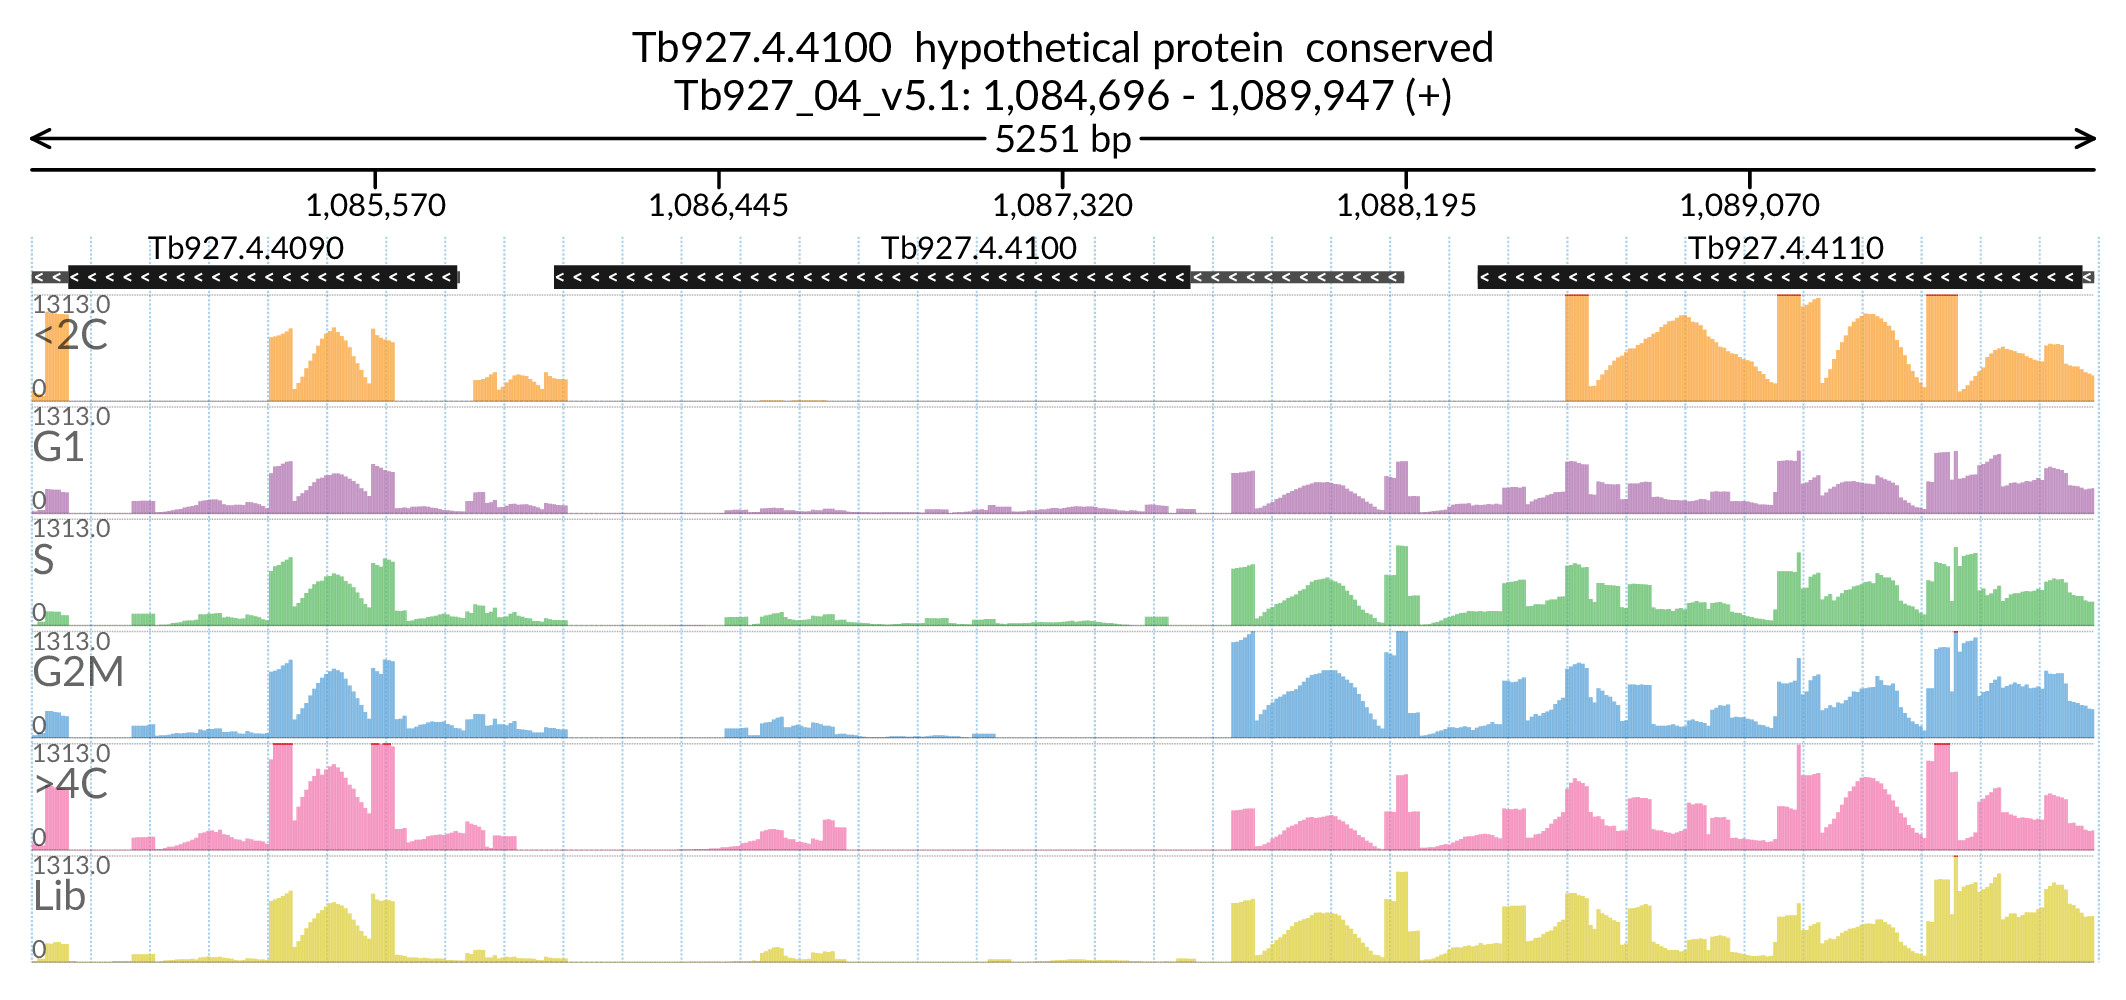 Tb927.4.4100  hypothetical protein  conserved
Tb927_04_v5.1: 1,084,696 - 1,089,947 (+)
5251 bp
1,085,570 1,086,445 1,087,320 1,088,195 1,089,070
Tb927.4.4090 Tb927.4.4100 Tb927.4.4110
1313.0
<2C
0
1313.0
G1
0
1313.0
S
0
1313.0
G2M
0
1313.0
>4C
0
1313.0
Lib
0